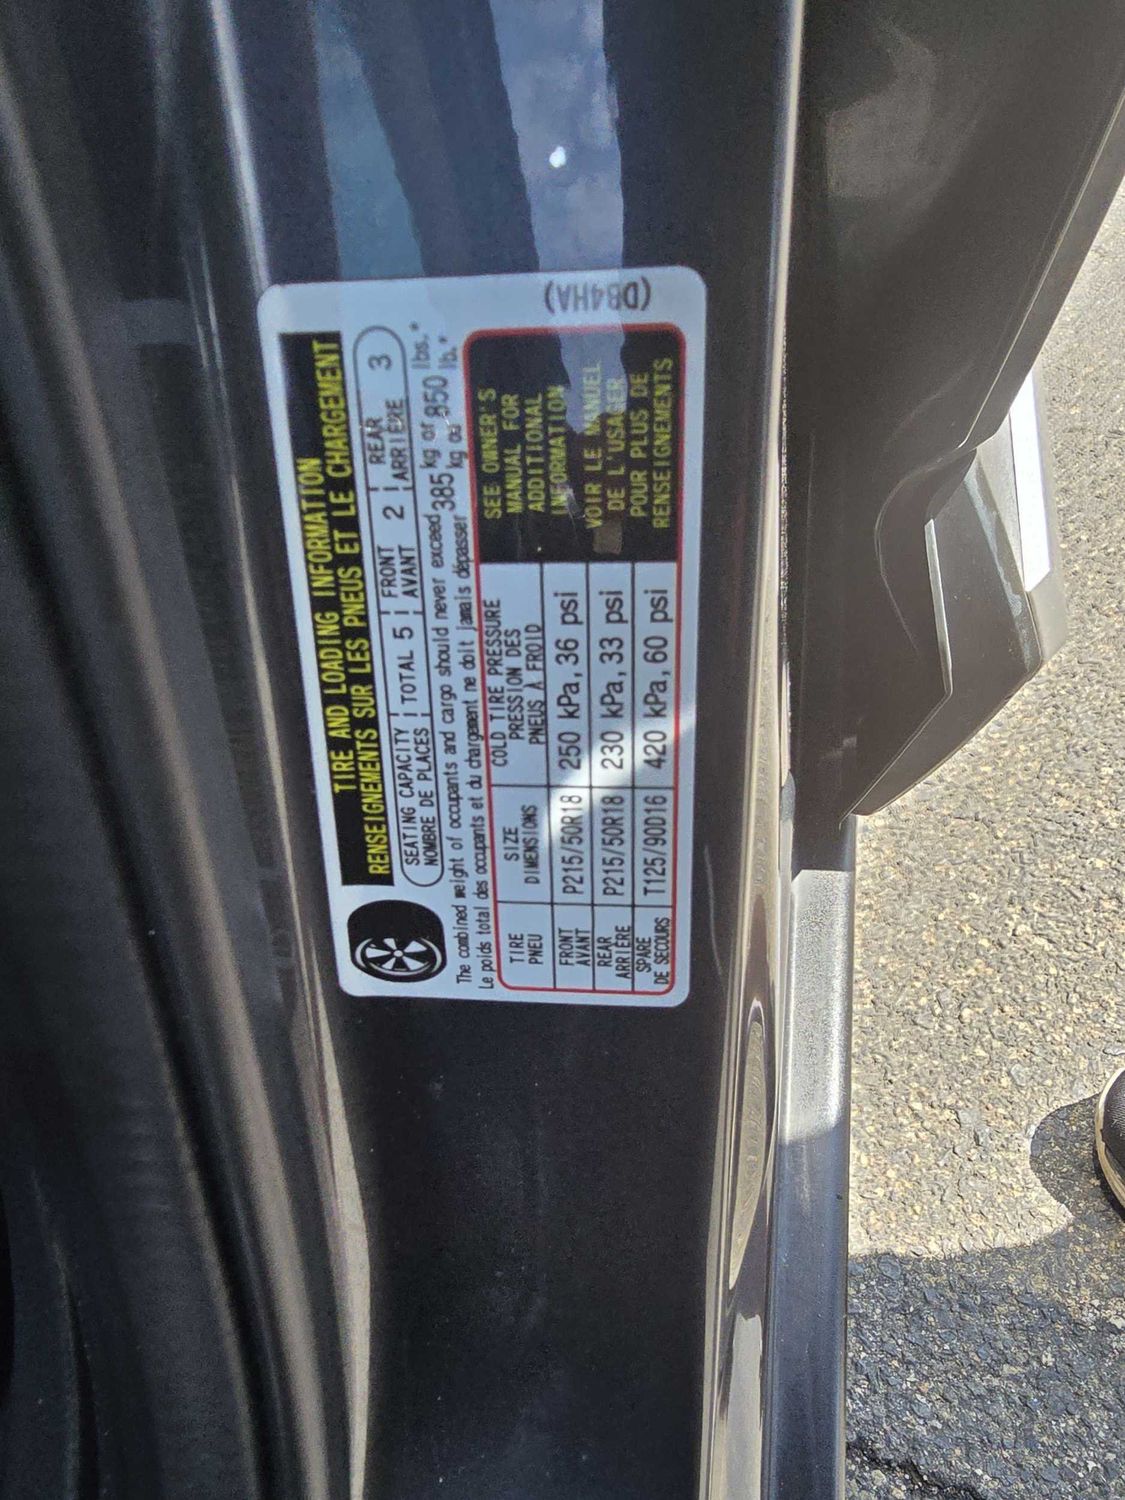 TIRE AND LOADING INFORMATION
RENSEIGNEMENTS SUR LES PNEUS ET LE CHARGEMENT
SEATING CAPACITY | TOTAL 5 | FRONT 2 | REAR 3
NOMBRE DE PLACES | AVANT | ARRIÈRE
The combined weight of occupants and cargo should never exceed 385 kg or 850 lbs.*
Le poids total des occupants et du chargement ne doit jamais dépasser kg ou lb.*
TIRE SIZE COLD TIRE PRESSURE
PNEU DIMENSIONS PRESSION DES
PNEUS À FROID
FRONT
AVANT P215/50R18 250 kPa, 36 psi
REAR
ARRIÈRE P215/50R18 230 kPa, 33 psi
SPARE
DE SECOURS T125/90D16 420 kPa, 60 psi
SEE OWNER'S
MANUAL FOR
ADDITIONAL
INFORMATION
VOIR LE MANUEL
DE L'USAGER
POUR PLUS DE
RENSEIGNEMENTS
(DB4HA)